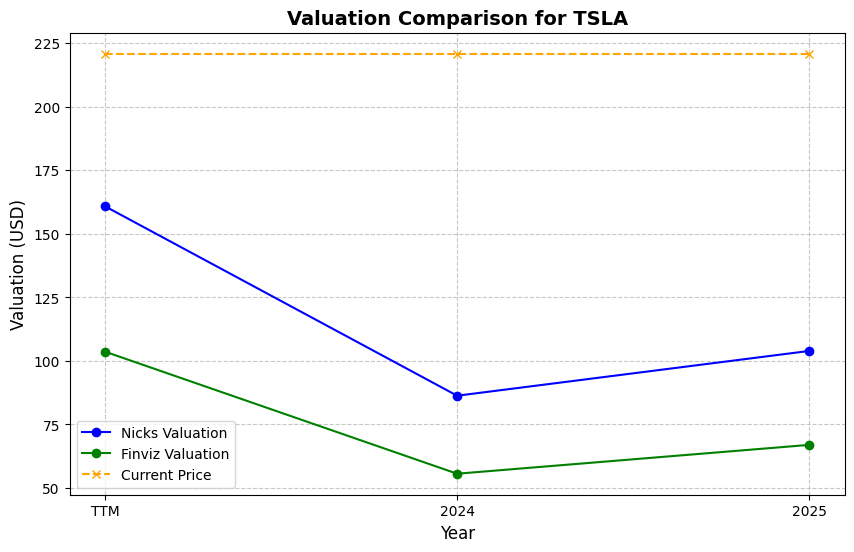 Valuation Comparison for TSLA
Valuation (USD)
225
200
175
150
125
100
75
50
Nicks Valuation
Finviz Valuation
Current Price
TTM
2024
2025
Year